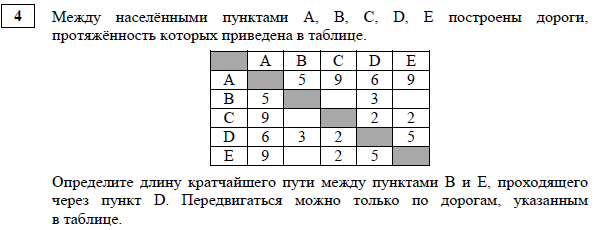 4 Между населёнными пунктами A, B, C, D, E построены дороги,
протяжённость которых приведена в таблице.
A B C D E
A 5 9 6 9
B 5 3
C 9 2 2
D 6 3 2 5
E 9 2 5
Определите длину кратчайшего пути между пунктами B и E, проходящего
через пункт D. Передвигаться можно только по дорогам, указанным
в таблице.